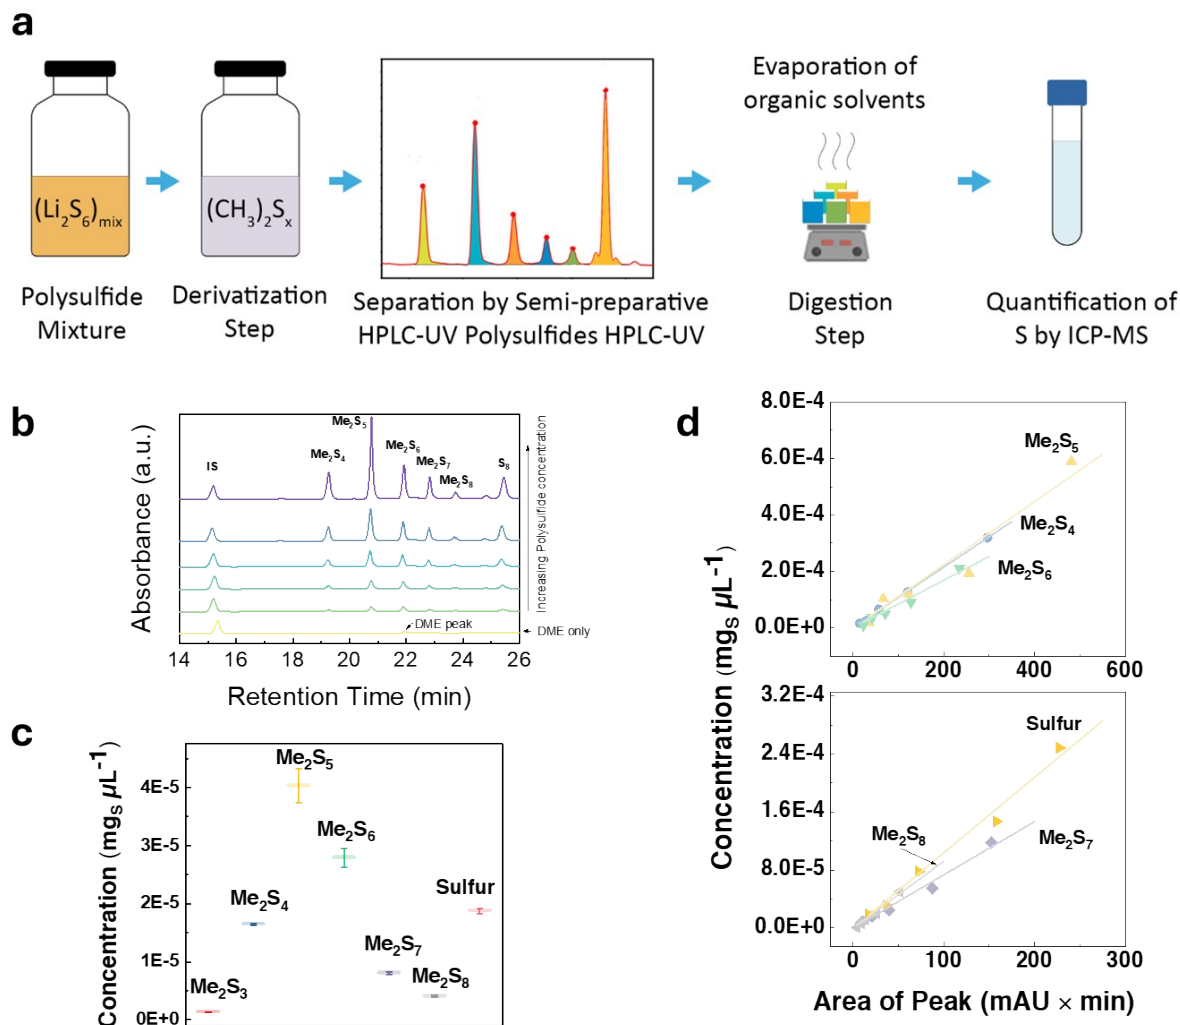 a
(Li2S6)mix
(CH3)2Sx
Evaporation of
organic solvents
Polysulfide
Mixture
Derivatization
Step
Separation by Semi-preparative
HPLC-UV Polysulfides HPLC-UV
Digestion
Step
Quantification of
S by ICP-MS
b
Absorbance (a.u.)
IS
Me2S4
Me2S5
Me2S6
Me2S7
Me2S8
S8
Increasing Polysulfide concentration
DME peak
DME only
14 16 18 20 22 24 26
Retention Time (min)
c
Concentration (mgS µL-1)
4E-5
3E-5
2E-5
1E-5
0E+0
Me2S3
Me2S4
Me2S5
Me2S6
Me2S7
Me2S8
Sulfur
d
Concentration (mgS µL-1)
8.0E-4
6.0E-4
4.0E-4
2.0E-4
0.0E+0
Me2S5
Me2S4
Me2S6
0 200 400 600
3.2E-4
2.4E-4
1.6E-4
8.0E-5
0.0E+0
Sulfur
Me2S8
Me2S7
0 100 200 300
Area of Peak (mAU × min)